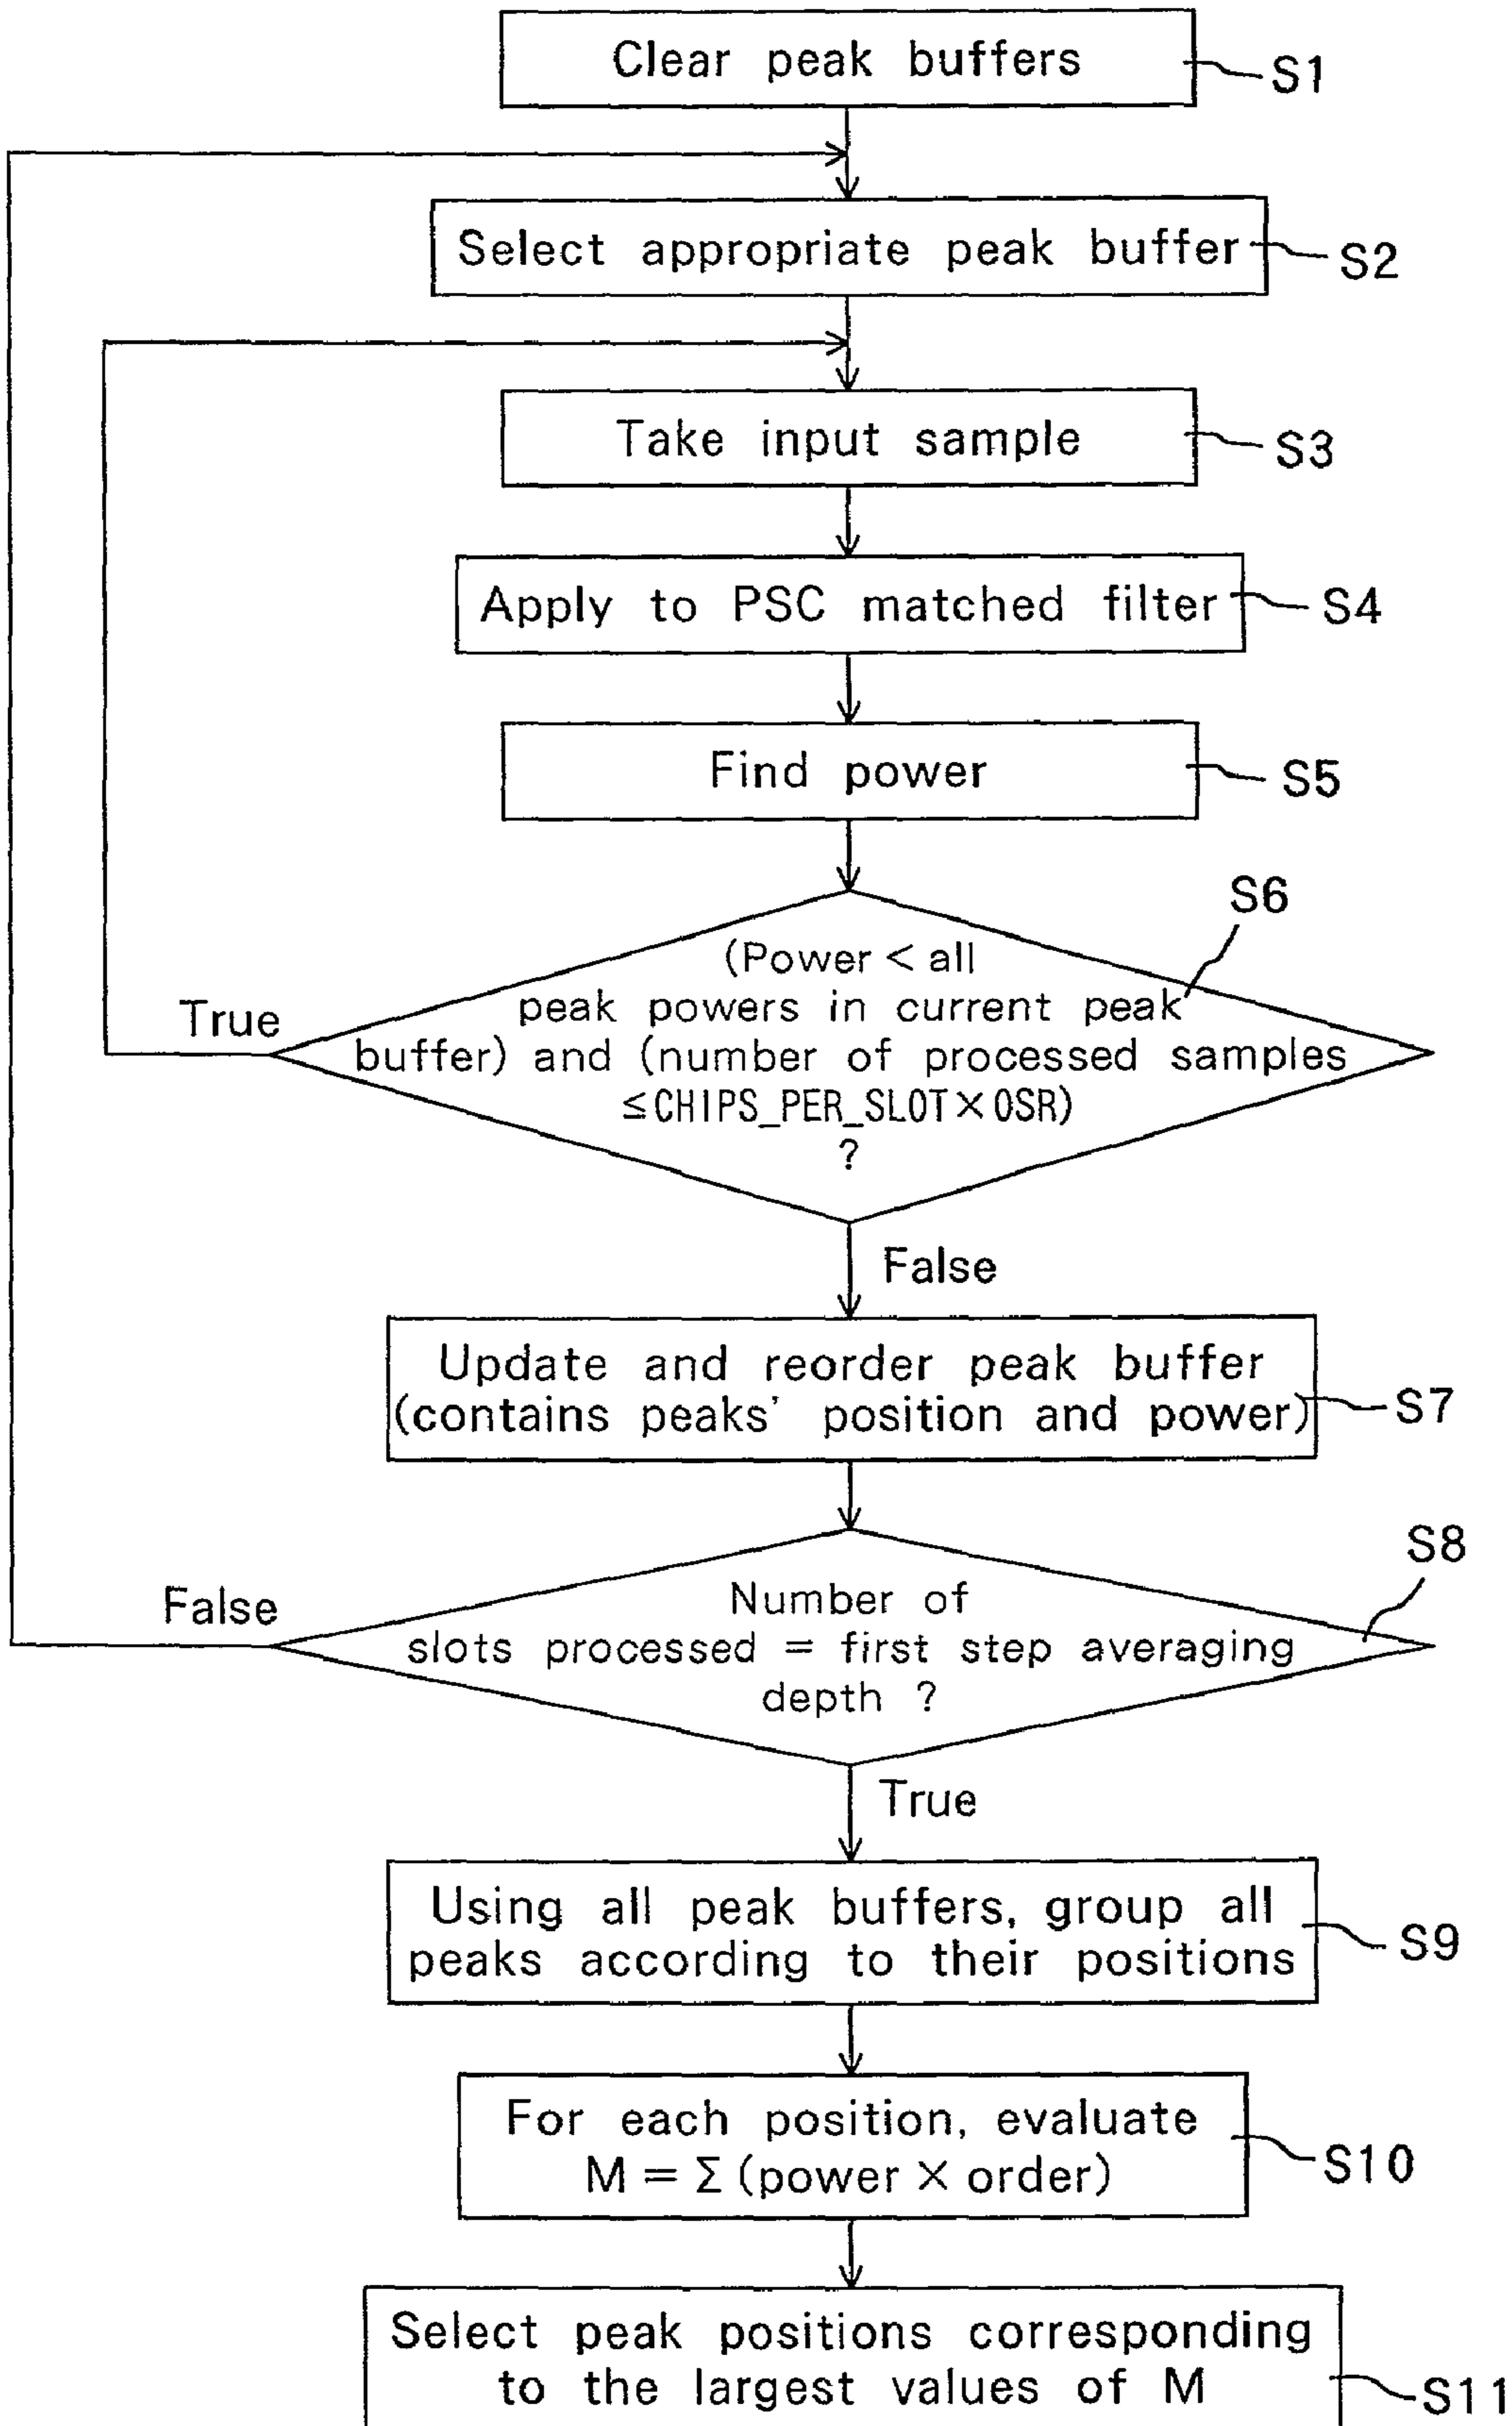 Clear peak buffers
S1
Select appropriate peak buffer
S2
Take input sample
S3
Apply to PSC matched filter
S4
Find power
S5
S6
(Power < all
peak powers in current peak
buffer) and (number of processed samples
≤CHIPS_PER_SLOT×OSR)
?
True
False
Update and reorder peak buffer
(contains peaks' position and power)
S7
S8
Number of
slots processed = first step averaging
depth ?
False
True
Using all peak buffers, group all
peaks according to their positions
S9
For each position, evaluate
M = Σ (power × order)
S10
Select peak positions corresponding
to the largest values of M
S11